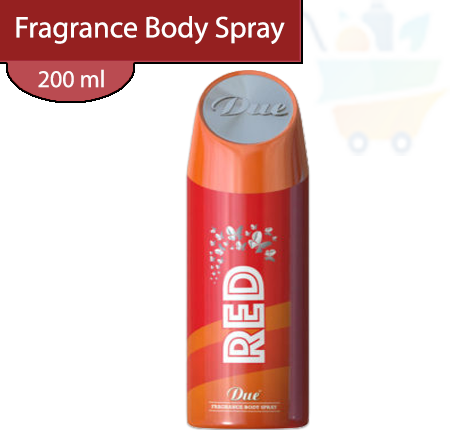 Fragrance Body Spray
200 ml
Due
RED
Due
FRAGRANCE BODY SPRAY